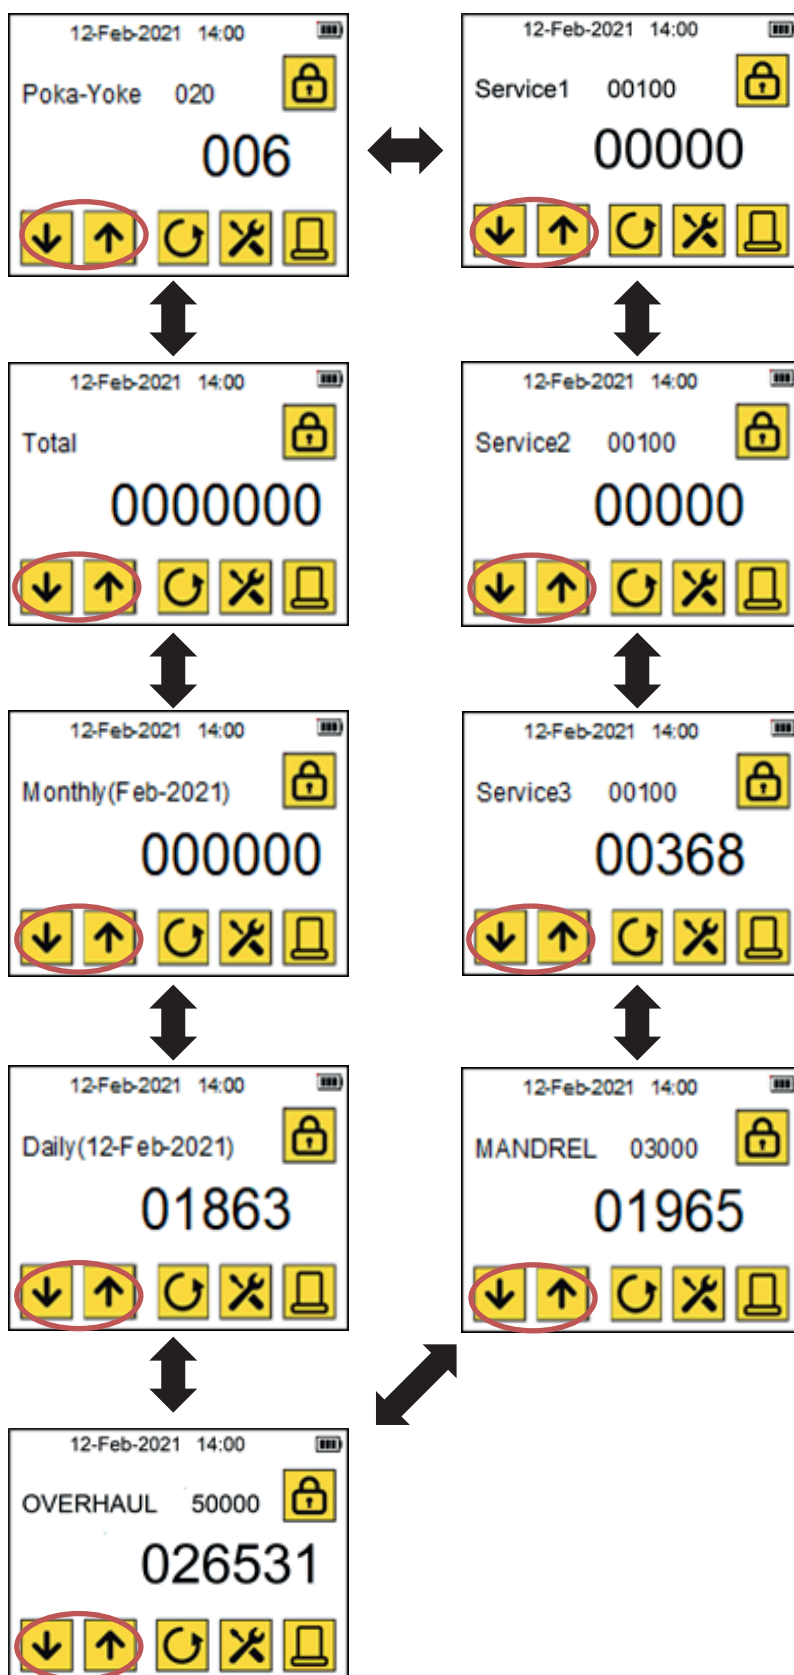 12-Feb-2021 14:00
Poka-Yoke 020
006
12-Feb-2021 14:00
Service1 00100
00000
12-Feb-2021 14:00
Total
0000000
12-Feb-2021 14:00
Service2 00100
00000
12-Feb-2021 14:00
Monthly(Feb-2021)
000000
12-Feb-2021 14:00
Service3 00100
00368
12-Feb-2021 14:00
Daily(12-Feb-2021)
01863
12-Feb-2021 14:00
MANDREL 03000
01965
12-Feb-2021 14:00
OVERHAUL 50000
026531